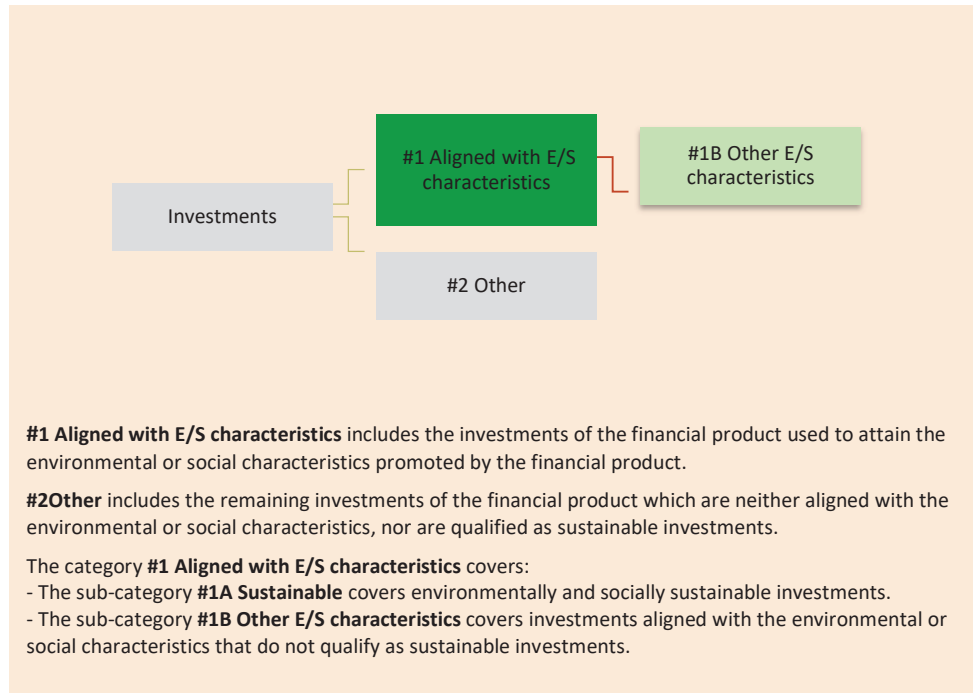 #1 Aligned with E/S
characteristics
#1B Other E/S
characteristics
Investments
#2 Other
#1 Aligned with E/S characteristics includes the investments of the financial product used to attain the
environmental or social characteristics promoted by the financial product.
#2Other includes the remaining investments of the financial product which are neither aligned with the
environmental or social characteristics, nor are qualified as sustainable investments.
The category #1 Aligned with E/S characteristics covers:
- The sub-category #1A Sustainable covers environmentally and socially sustainable investments.
- The sub-category #1B Other E/S characteristics covers investments aligned with the environmental or
social characteristics that do not qualify as sustainable investments.